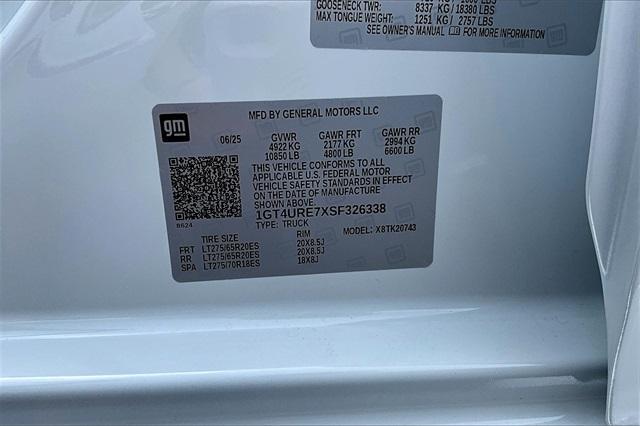 GOOSENECK TWR:
8337 KG / 18380 LBS
MAX TONGUE WEIGHT: 1251 KG / 2757 LBS
SEE OWNER'S MANUAL FOR MORE INFORMATION
gm
MFD BY GENERAL MOTORS LLC
06/25 GVWR GAWR FRT GAWR RR
4922 KG 2177 KG 2994 KG
10850 LB 4800 LB 6600 LB
THIS VEHICLE CONFORMS TO ALL
APPLICABLE U.S. FEDERAL MOTOR
VEHICLE SAFETY STANDARDS IN EFFECT
ON THE DATE OF MANUFACTURE
SHOWN ABOVE.
1GT4URE7XSF326338
B624
TYPE: TRUCK MODEL: X8TK20743
TIRE SIZE RIM
FRT LT275/65R20ES 20X8.5J
RR LT275/65R20ES 20X8.5J
SPA LT275/70R18ES 18X8J